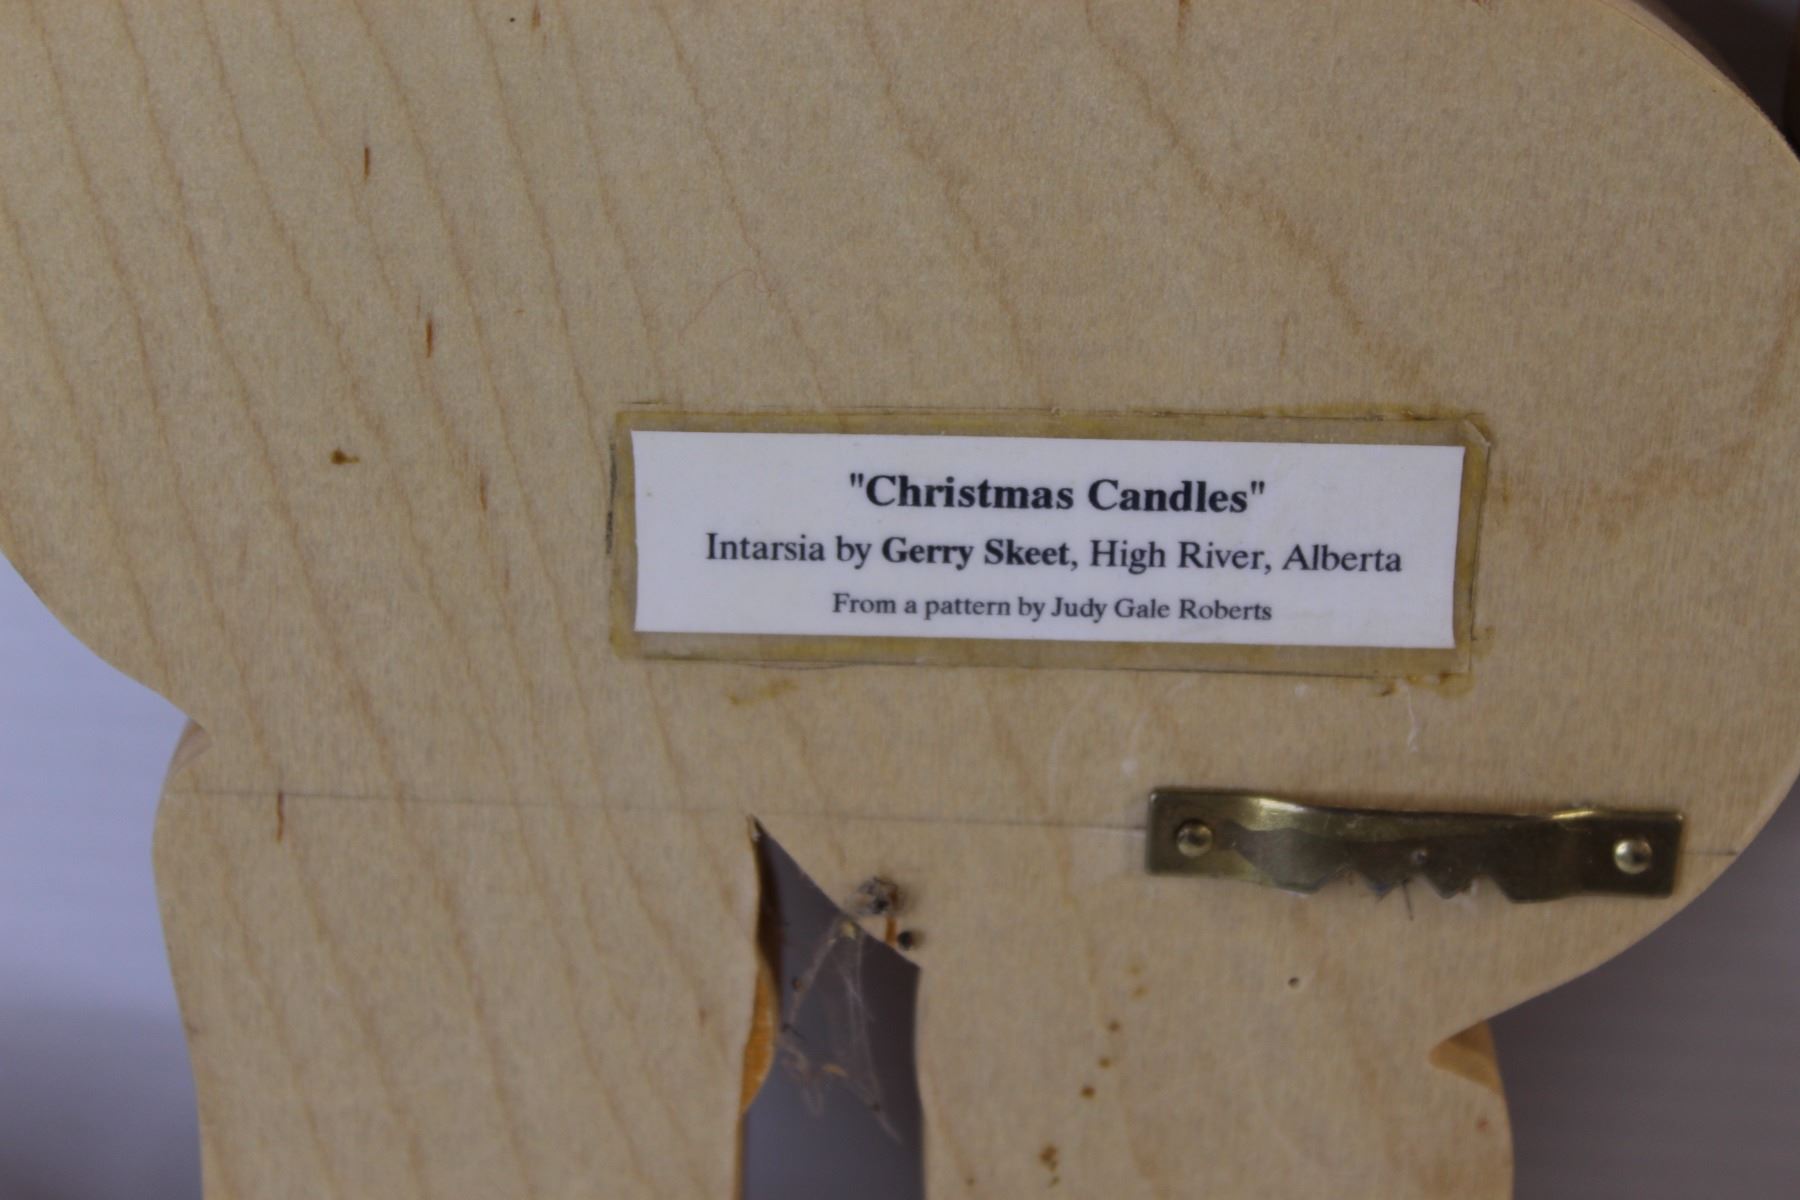 "Christmas Candles"
Intarsia by Gerry Skeet, High River, Alberta
From a pattern by Judy Gale Roberts